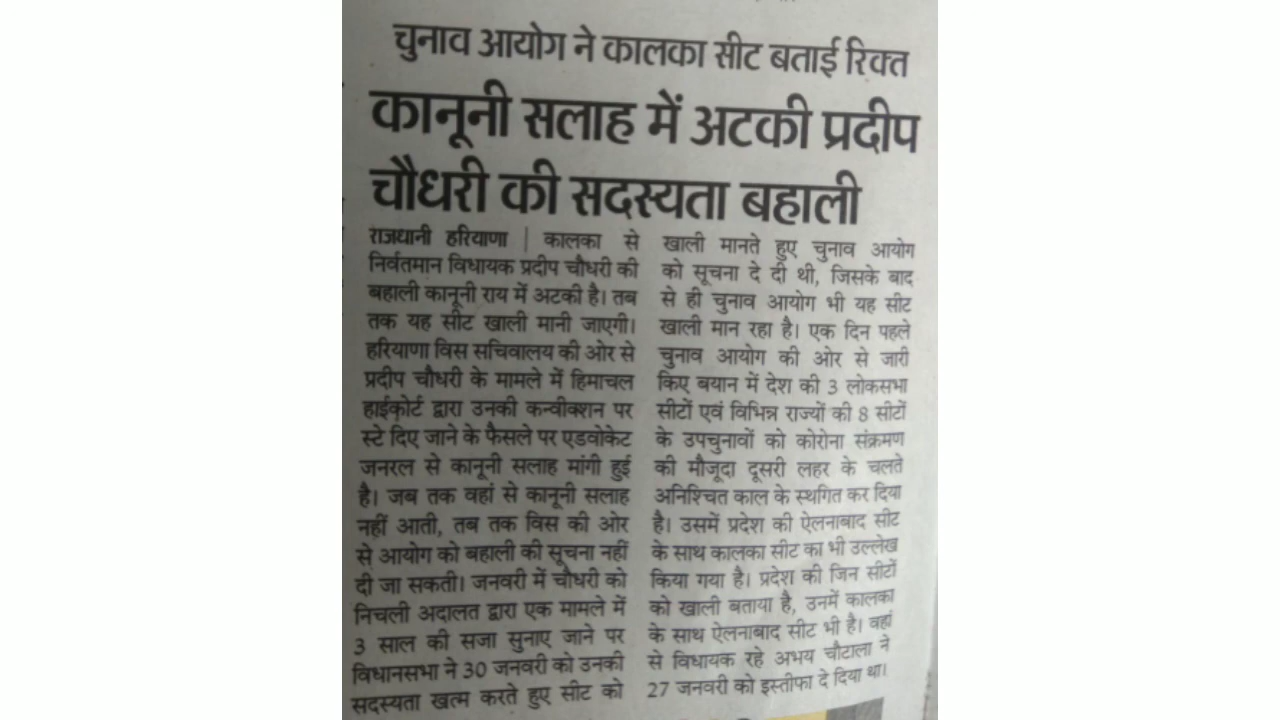 चुनाव आयोग ने कालका सीट बताई रिक्त
कानूनी सलाह में अटकी प्रदीप
चौधरी की सदस्यता बहाली
राजधानी हरियाणा | कालका से
निर्वतमान विधायक प्रदीप चौधरी की
बहाली कानूनी राय में अटकी है। तब
तक यह सीट खाली मानी जाएगी।
हरियाणा विस सचिवालय की ओर से
प्रदीप चौधरी के मामले में हिमाचल
हाईकोर्ट द्वारा उनकी कन्वीक्शन पर
स्टे दिए जाने के फैसले पर एडवोकेट
जनरल से कानूनी सलाह मांगी हुई
है। जब तक वहां से कानूनी सलाह
नहीं आती, तब तक विस की ओर
से आयोग को बहाली की सूचना नहीं
दी जा सकती। जनवरी में चौधरी को
निचली अदालत द्वारा एक मामले में
3 साल की सजा सुनाए जाने पर
विधानसभा ने 30 जनवरी को उनकी
सदस्यता खत्म करते हुए सीट को
खाली मानते हुए चुनाव आयोग
को सूचना दे दी थी, जिसके बाद
से ही चुनाव आयोग भी यह सीट
खाली मान रहा है। एक दिन पहले
चुनाव आयोग की ओर से जारी
किए बयान में देश की 3 लोकसभा
सीटों एवं विभिन्न राज्यों की 8 सीटों
के उपचुनावों को कोरोना संक्रमण
की मौजूदा दूसरी लहर के चलते
अनिश्चित काल के स्थगित कर दिया
है। उसमें प्रदेश की ऐलनाबाद सीट
के साथ कालका सीट का भी उल्लेख
किया गया है। प्रदेश की जिन सीटों
को खाली बताया है, उनमें कालका
के साथ ऐलनाबाद सीट भी है। वहां
से विधायक रहे अभय चौटाला ने
27 जनवरी को इस्तीफा दे दिया था।